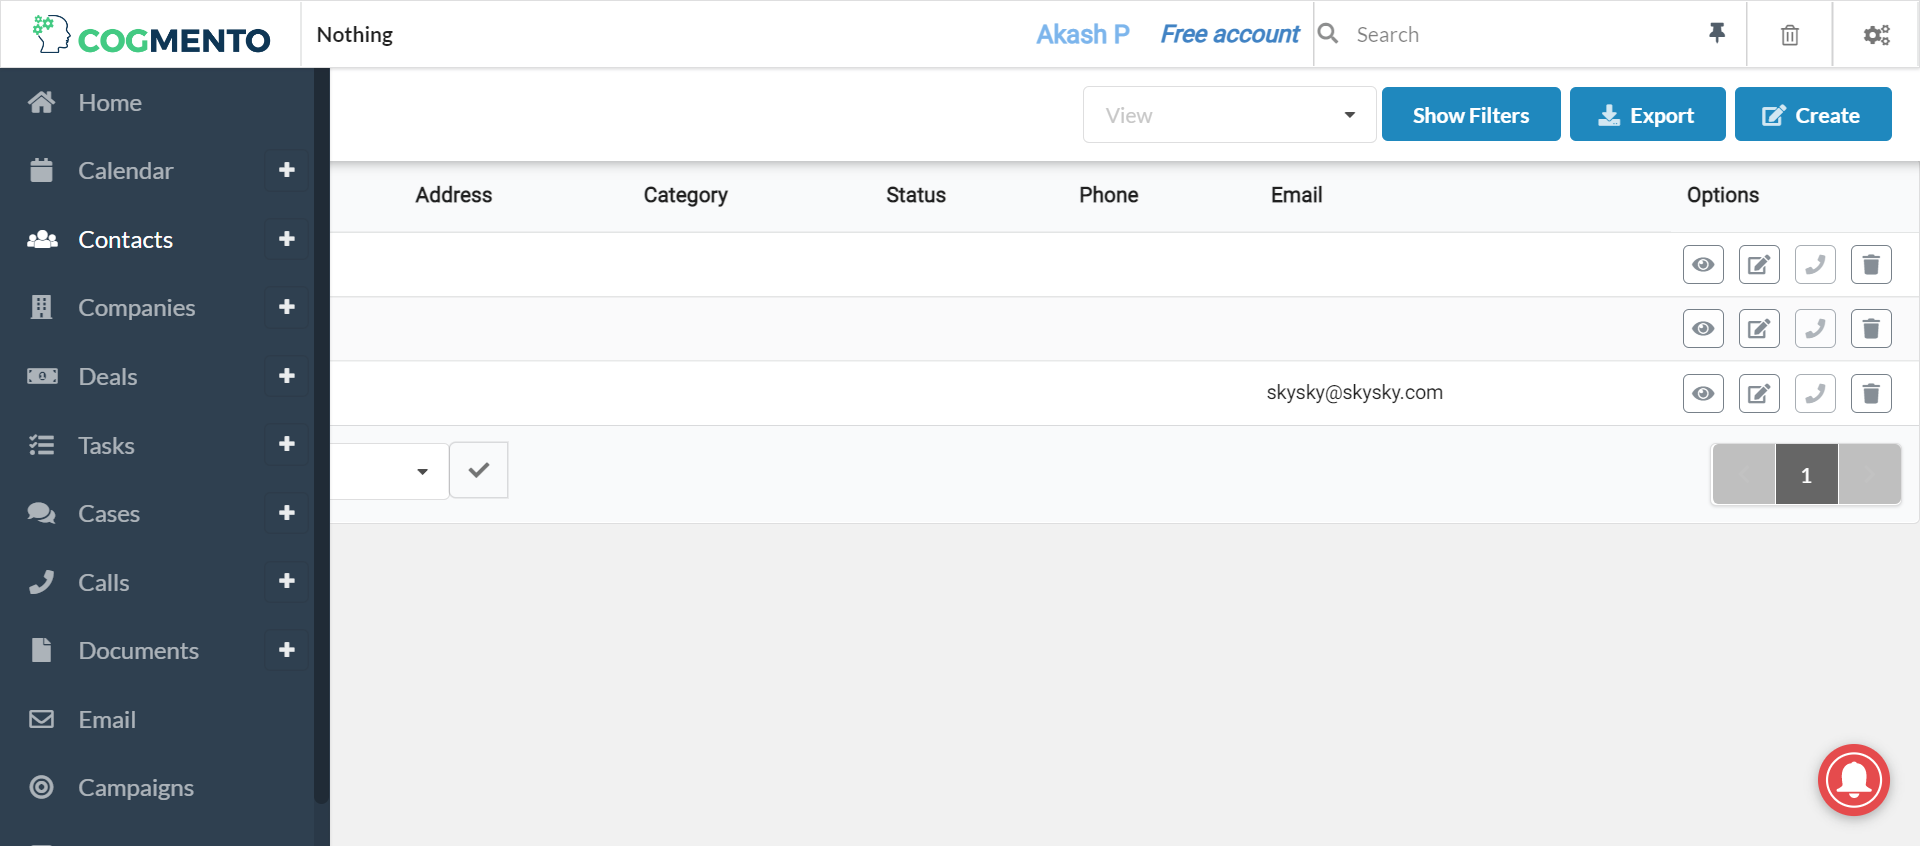 COGMENTO
Nothing
Akash P
Free account
Search
Home
Calendar
Contacts
Companies
Deals
Tasks
Cases
Calls
Documents
Email
Campaigns
View
Show Filters
Export
Create
Address Category Status Phone Email Options
skysky@skysky.com
1